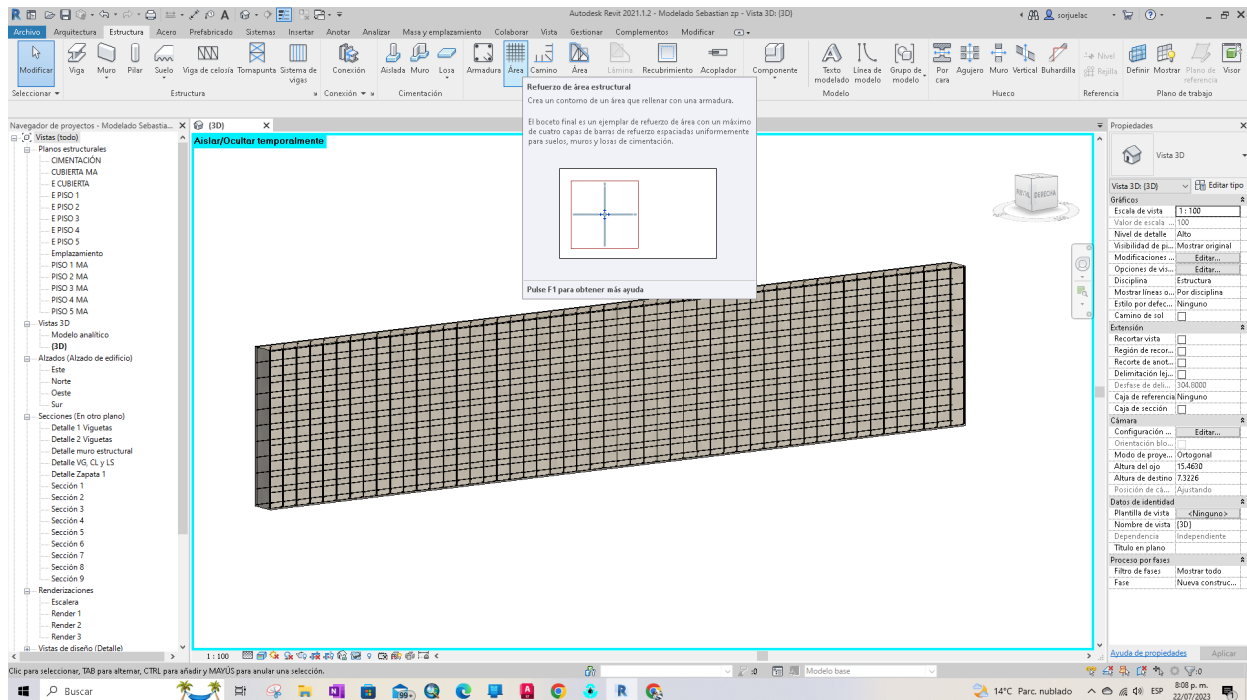 Autodesk Revit 2021.1.2 - Modelado Sebastian zp - Vista 3D: {3D}
sorjuelac
Archivo Arquitectura Estructura Acero Prefabricado Sistemas Insertar Anotar Analizar Masa y emplazamiento Colaborar Vista Gestionar Complementos Modificar
Modificar Viga Muro Pilar Suelo Viga de celosía Tornapunta Sistema de vigas Conexión Aislada Muro Losa Armadura Área Camino Área Lámina Recubrimiento Acoplador Componente Texto modelado Línea de modelo Grupo de modelo Por cara Agujero Muro Vertical Buhardilla Nivel Rejilla Definir Mostrar Plano de referencia Visor
Seleccionar Estructura Conexión Cimentación Modelo Hueco Referencia Plano de trabajo
Refuerzo de área estructural
Crea un contorno de un área que rellenar con una armadura.
El boceto final es un ejemplar de refuerzo de área con un máximo
de cuatro capas de barras de refuerzo espaciadas uniformemente
para suelos, muros y losas de cimentación.
Pulse F1 para obtener más ayuda
Navegador de proyectos - Modelado Sebastia...
Vistas (todo)
Planos estructurales
CIMENTACIÓN
CUBIERTA MA
E CUBIERTA
E PISO 1
E PISO 2
E PISO 3
E PISO 4
E PISO 5
Emplazamiento
PISO 1 MA
PISO 2 MA
PISO 3 MA
PISO 4 MA
PISO 5 MA
Vistas 3D
Modelo analítico
{3D}
Alzados (Alzado de edificio)
Este
Norte
Oeste
Sur
Secciones (En otro plano)
Detalle 1 Viguetas
Detalle 2 Viguetas
Detalle muro estructural
Detalle VG, CL y LS
Detalle Zapata 1
Sección 1
Sección 2
Sección 3
Sección 4
Sección 5
Sección 6
Sección 7
Sección 8
Sección 9
Renderizaciones
Escalera
Render 1
Render 2
Render 3
Vistas de diseño (Detalle)
{3D}
Aislar/Ocultar temporalmente
DERECHA
1 : 100
Propiedades
Vista 3D
Vista 3D: {3D} Editar tipo
Gráficos
Escala de vista 1 : 100
Valor de escala ... 100
Nivel de detalle Alto
Visibilidad de pi... Mostrar original
Modificaciones ... Editar...
Opciones de vis... Editar...
Disciplina Estructura
Mostrar líneas o... Por disciplina
Estilo por defec... Ninguno
Camino de sol
Extensión
Recortar vista
Región de recor...
Recorte de anot...
Delimitación lej...
Desfase de deli... 304.8000
Caja de referencia Ninguno
Caja de sección
Cámara
Configuración ... Editar...
Orientación blo...
Modo de proye... Ortogonal
Altura del ojo 15.4630
Altura de destino 7.3226
Posición de cá... Ajustando
Datos de identidad
Plantilla de vista <Ninguno>
Nombre de vista {3D}
Dependencia Independiente
Título en plano
Proceso por fases
Filtro de fases Mostrar todo
Fase Nueva construc...
Ayuda de propiedades Aplicar
Clic para seleccionar, TAB para alternar, CTRL para añadir y MAYÚS para anular una selección.
:0 Modelo base :0
Buscar
99+
14°C Parc. nublado
ESP
8:08 p. m.
22/07/2023